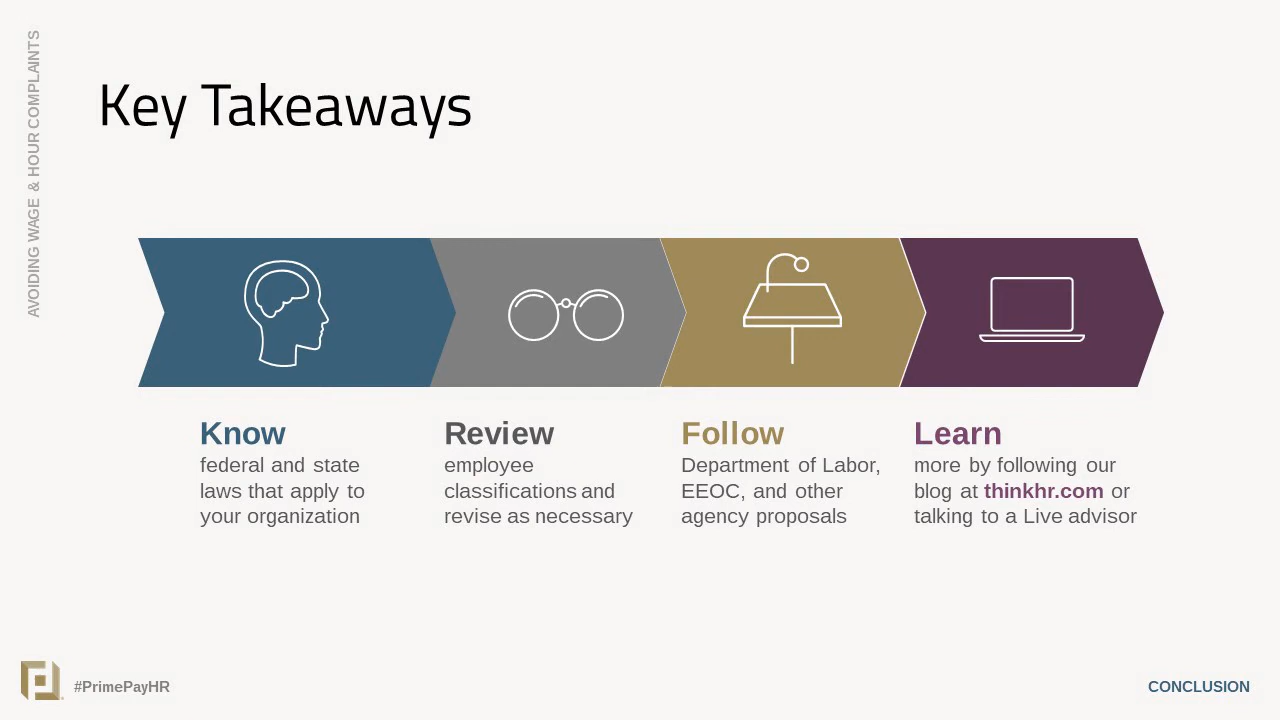 AVOIDING WAGE & HOUR COMPLAINTS
Key Takeaways
Know
federal and state
laws that apply to
your organization
Review
employee
classifications and
revise as necessary
Follow
Department of Labor,
EEOC, and other
agency proposals
Learn
more by following our
blog at thinkhr.com or
talking to a Live advisor
#PrimePayHR
CONCLUSION